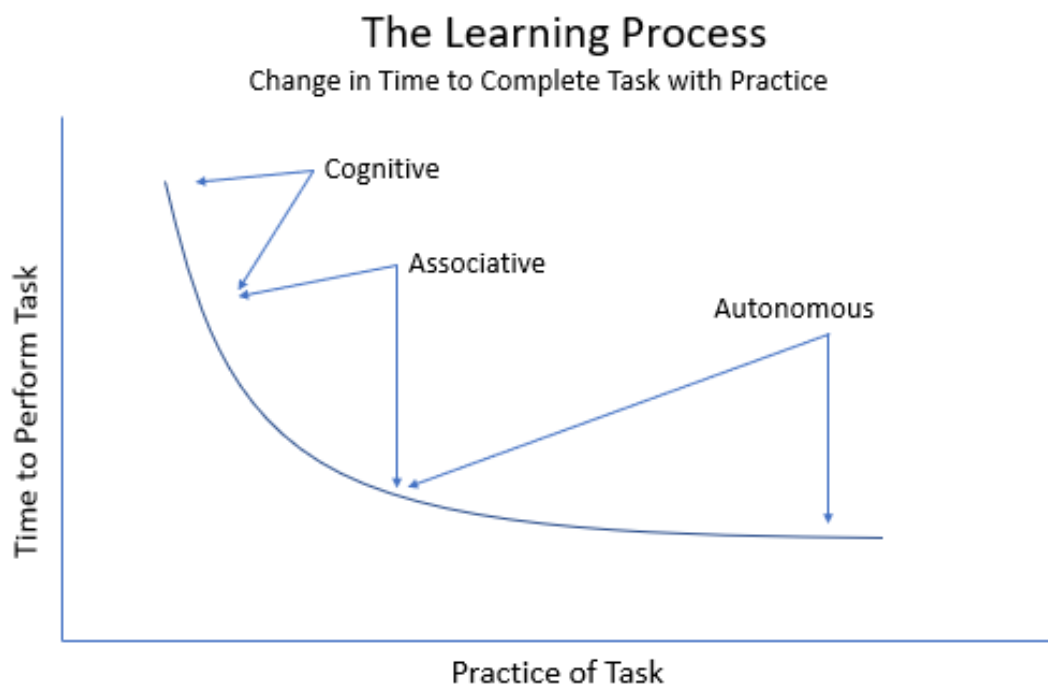 The Learning Process
Change in Time to Complete Task with Practice
Cognitive
Associative
Autonomous
Time to Perform Task
Practice of Task